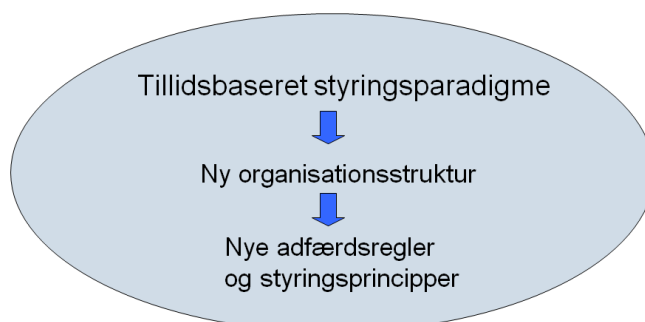 Tillidsbaseret styringsparadigme
Ny organisationsstruktur
Nye adfærdsregler
og styringsprincipper